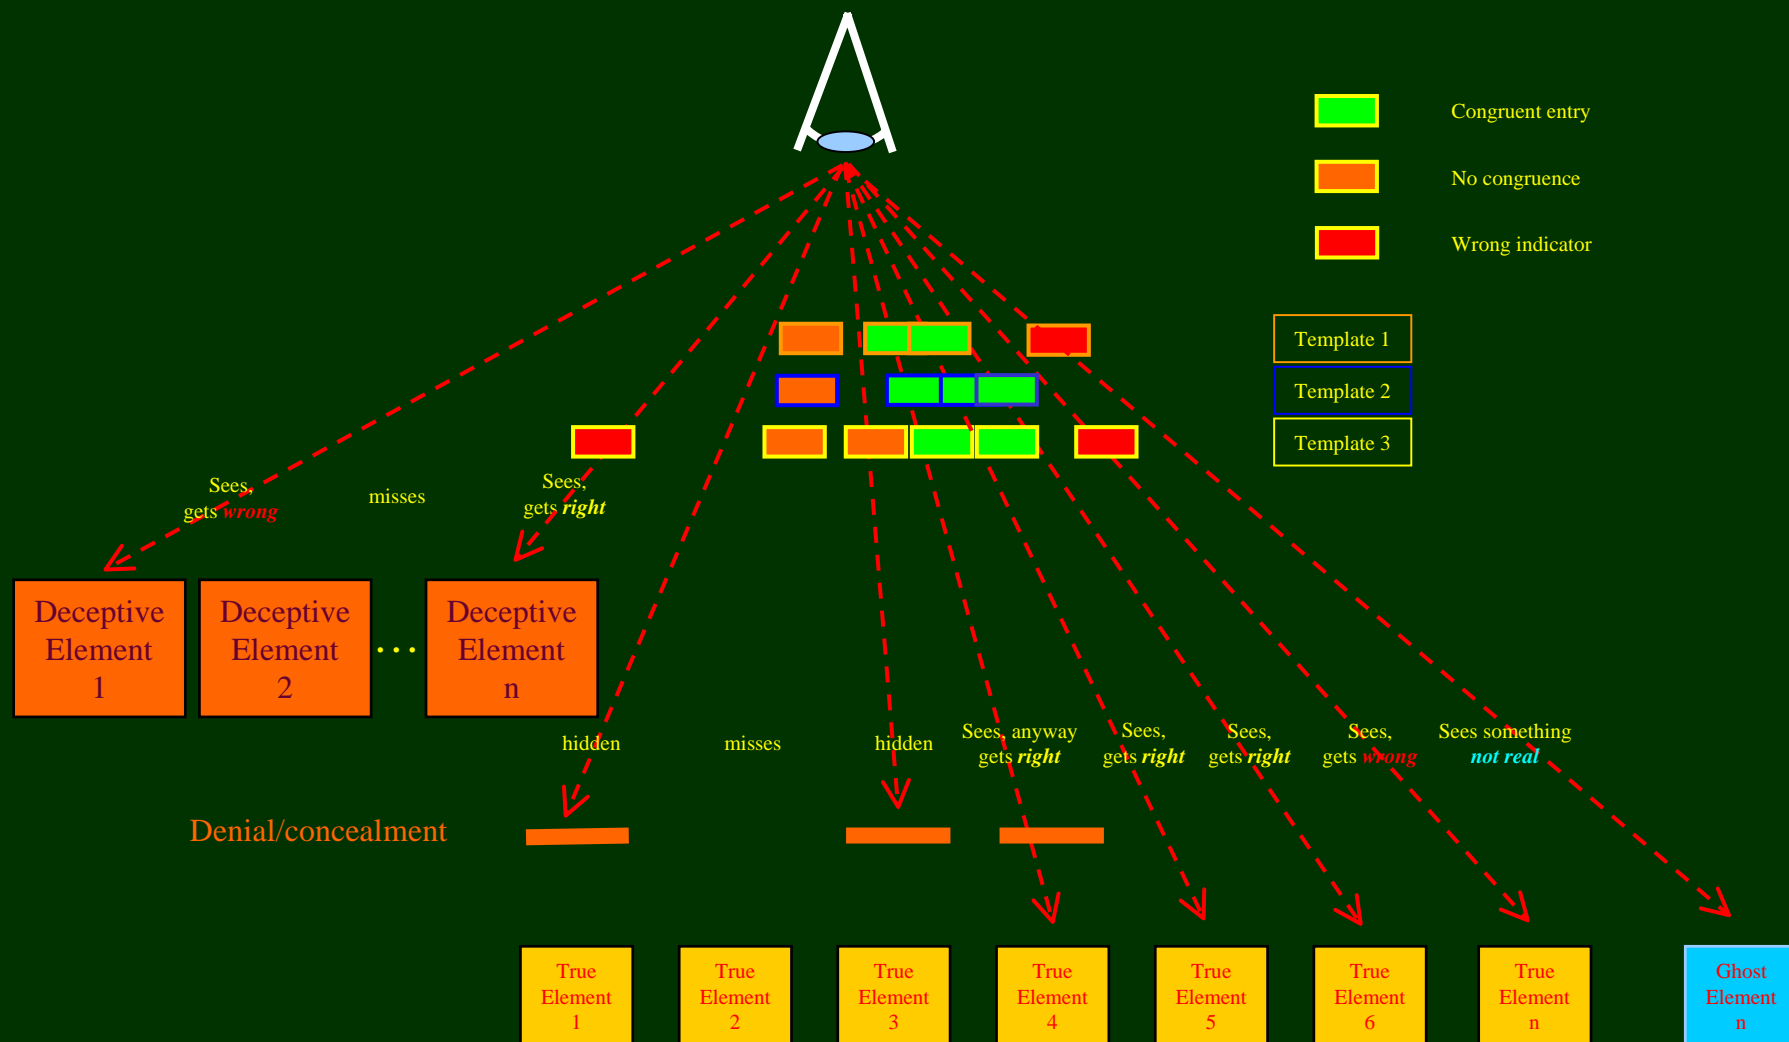 Congruent entry
No congruence
Wrong indicator
Template 1
Template 2
Template 3
Sees,
gets wrong
misses
Sees,
gets right
Deceptive
Element
1
Deceptive
Element
2
...
Deceptive
Element
n
hidden
misses
hidden
Sees, anyway
gets right
Sees,
gets right
Sees,
gets right
Sees,
gets wrong
Sees something
not real
Denial/concealment
True
Element
1
True
Element
2
True
Element
3
True
Element
4
True
Element
5
True
Element
6
True
Element
n
Ghost
Element
n